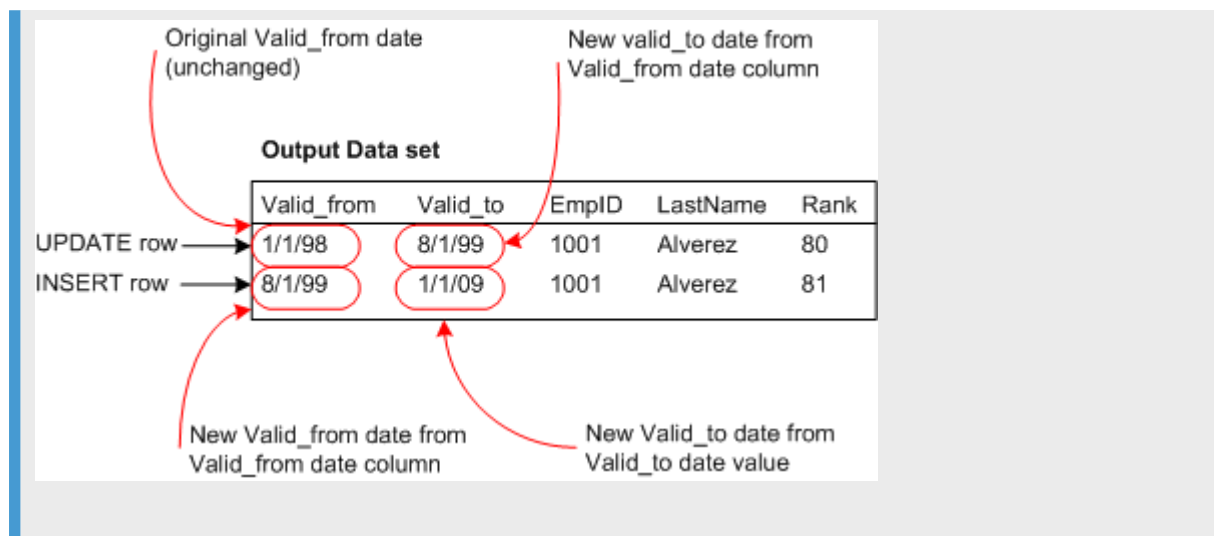 Original Valid_from date
(unchanged)
New valid_to date from
Valid_from date column
Output Data set
Valid_from Valid_to EmpID LastName Rank
UPDATE row 1/1/98 8/1/99 1001 Alverez 80
INSERT row 8/1/99 1/1/09 1001 Alverez 81
New Valid_from date from
Valid_from date column
New Valid_to date from
Valid_to date value